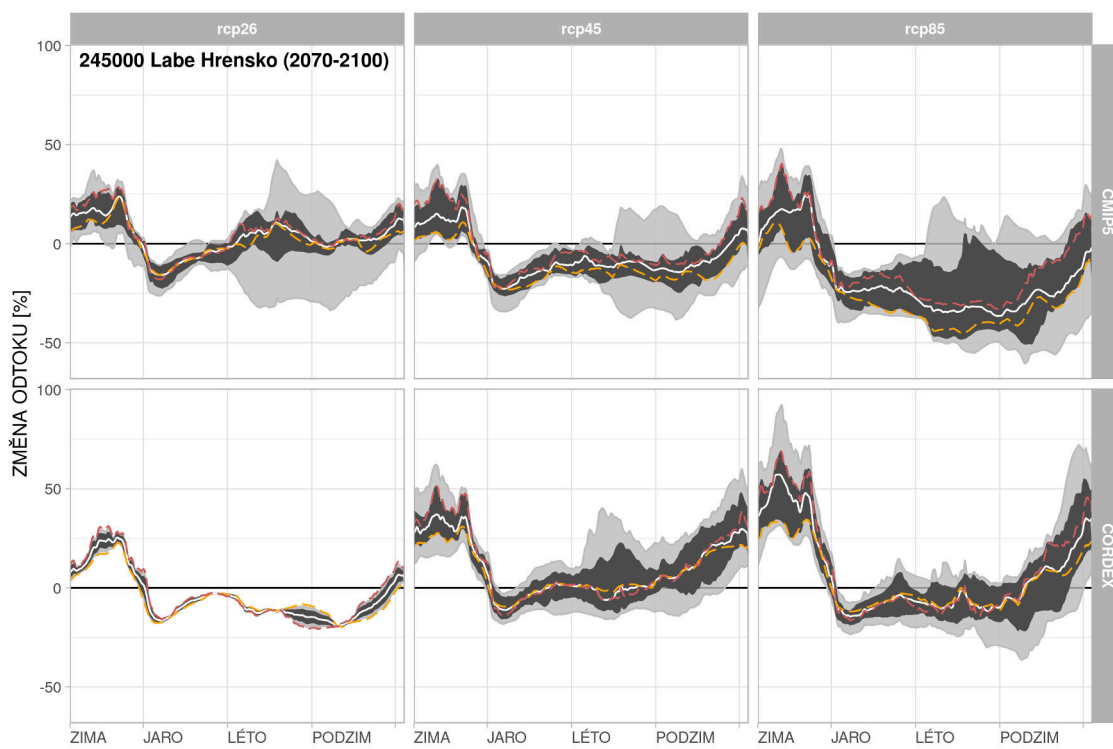 rcp26 rcp45 rcp85
245000 Labe Hrensko (2070-2100)
ZMĚNA ODTOKU [%]
100
50
0
-50
CMIP5
100
50
0
-50
CORDEX
ZIMA JARO LÉTO PODZIM ZIMA JARO LÉTO PODZIM ZIMA JARO LÉTO PODZIM